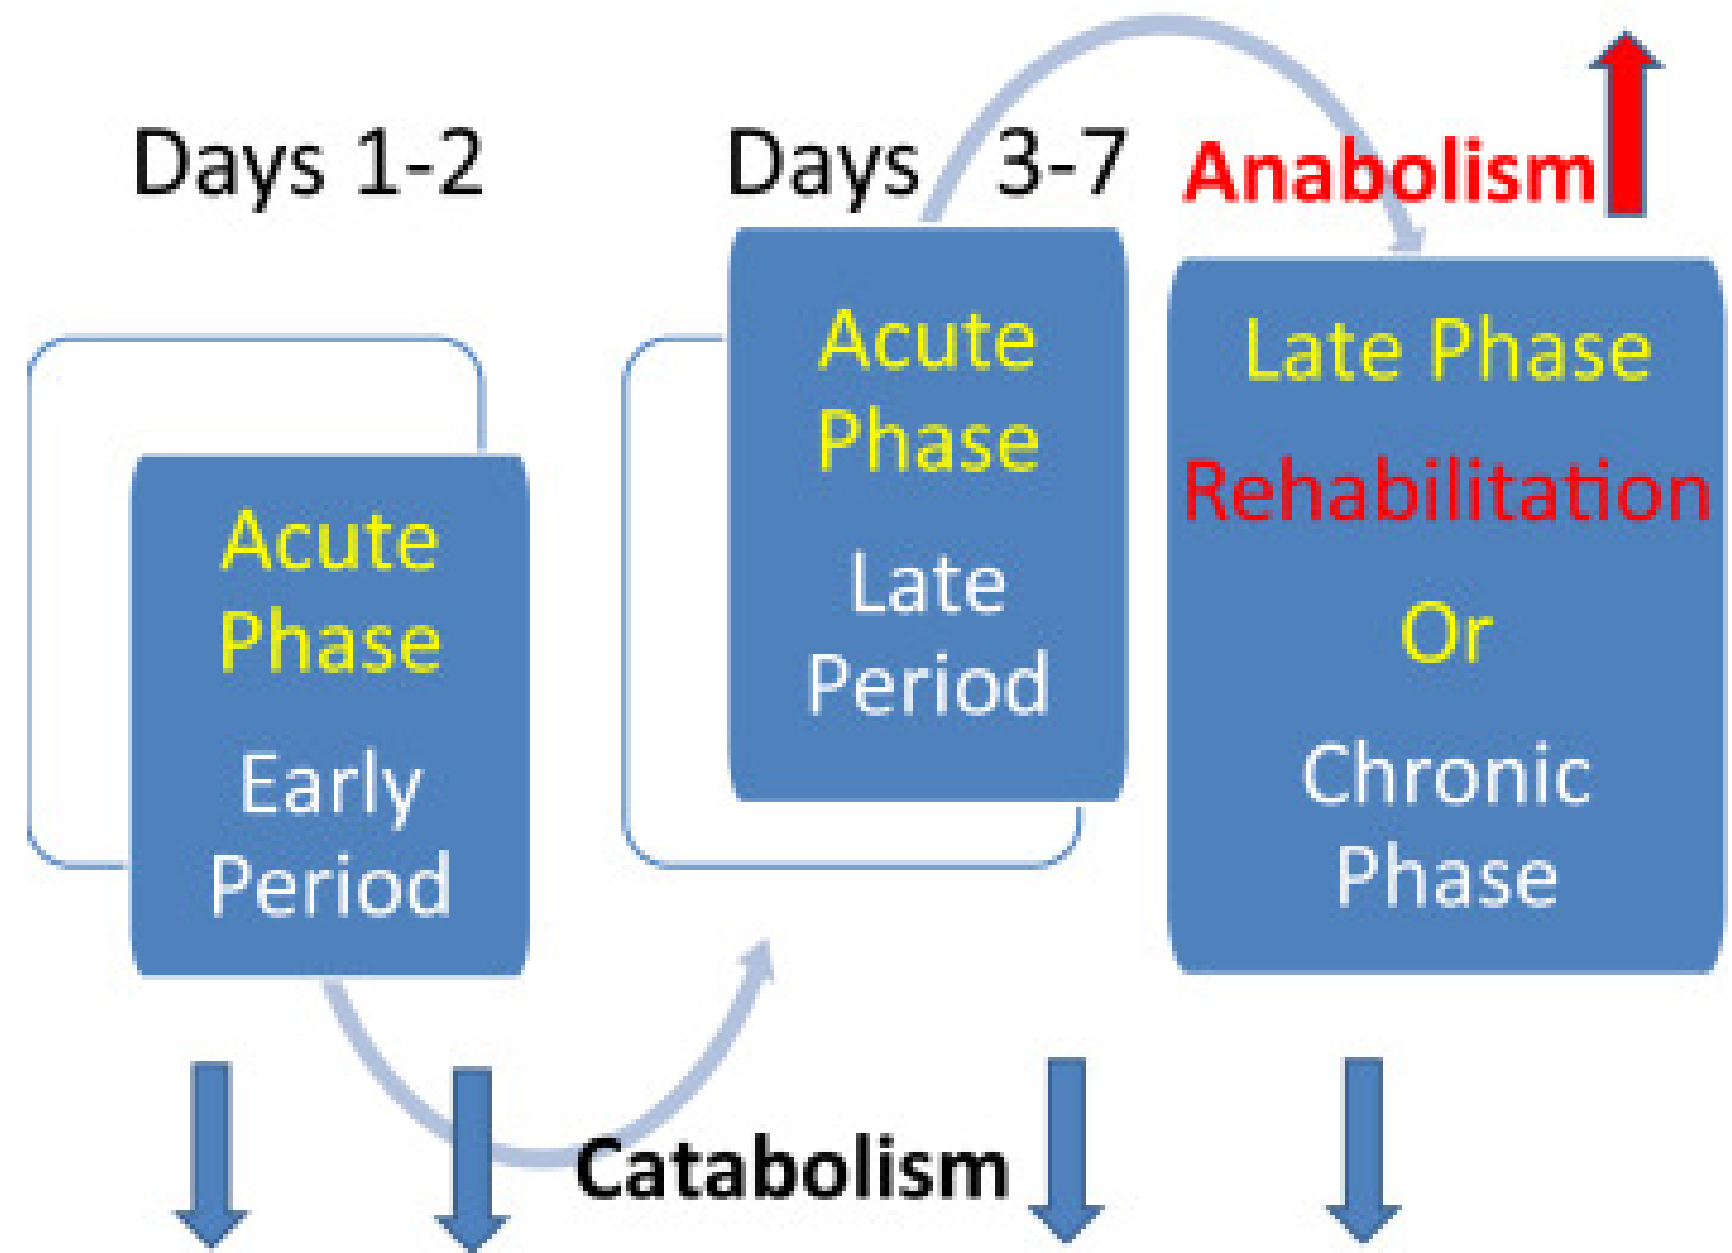 Days 1-2
Acute
Phase
Early
Period
Days 3-7
Acute
Phase
Late
Period
Anabolism
Late Phase
Rehabilitation
Or
Chronic
Phase
Catabolism